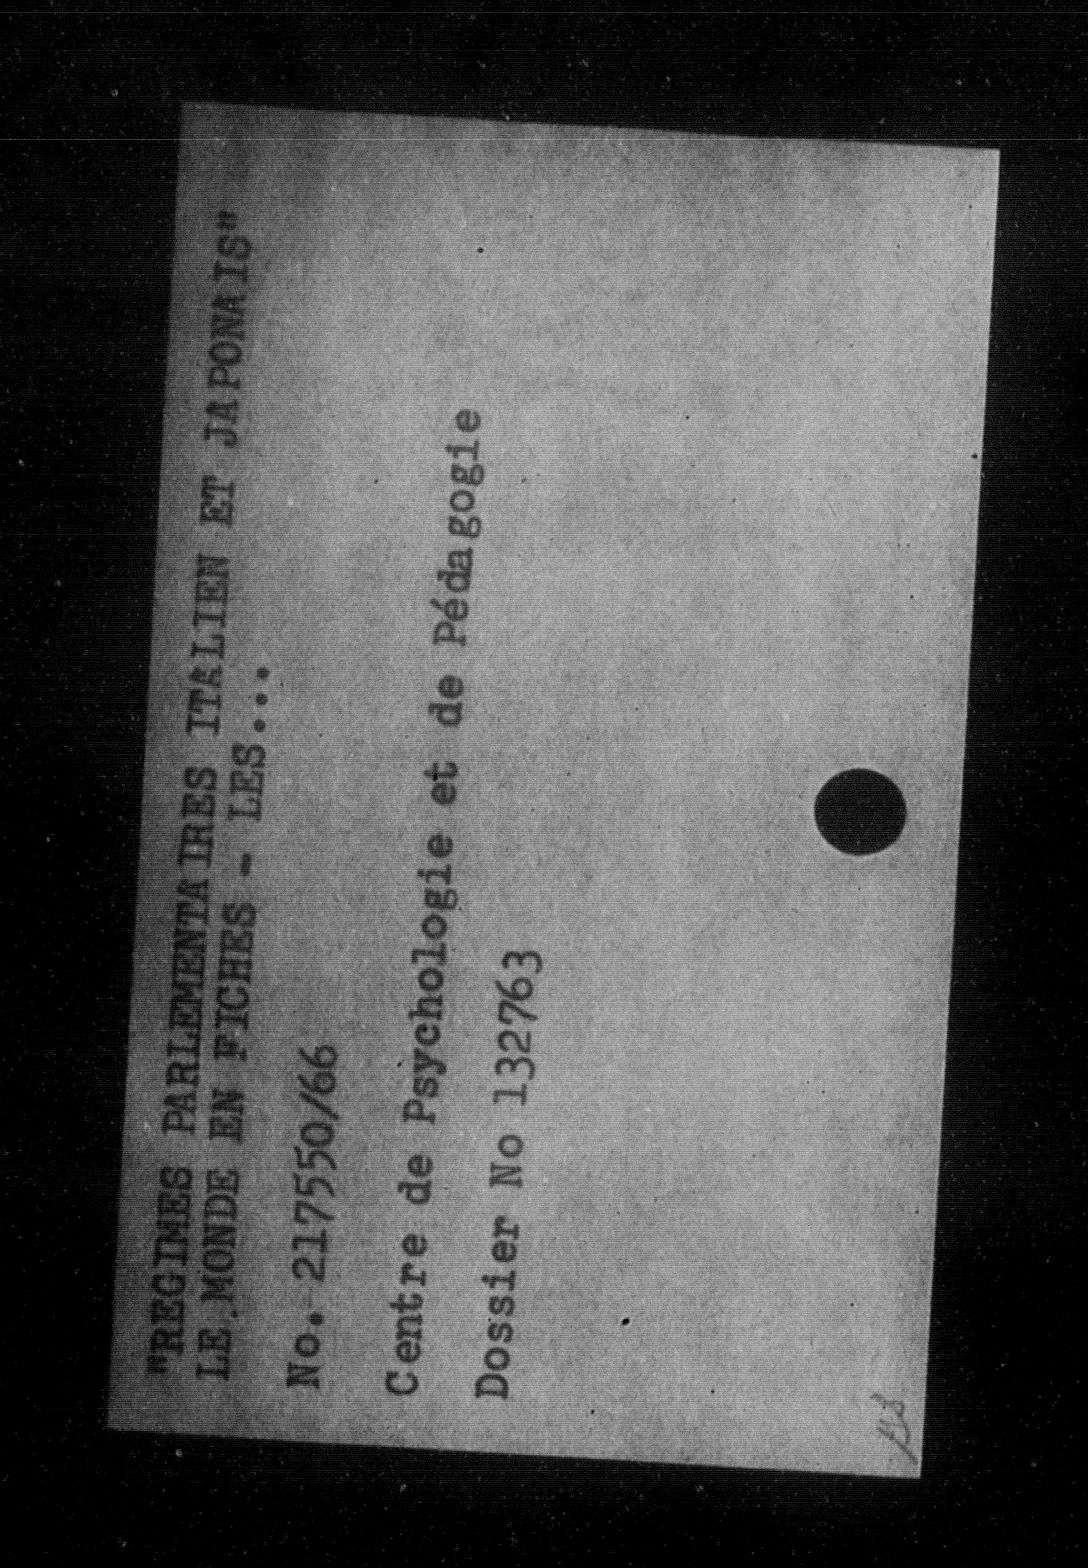 "REGIMES PARLEMENTAIRES ITALIEN ET JAPONAIS"
LE MONDE EN FICHES - LES...
No. 217550/66
Centre de Psychologie et de Pédagogie
Dossier No 132763